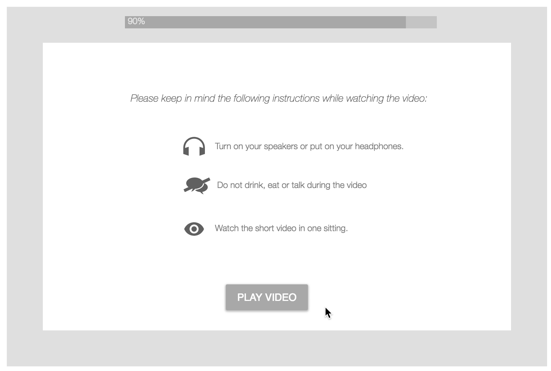 90%
Please keep in mind the following instructions while watching the video:
Turn on your speakers or put on your headphones.
Do not drink, eat or talk during the video
Watch the short video in one sitting.
PLAY VIDEO